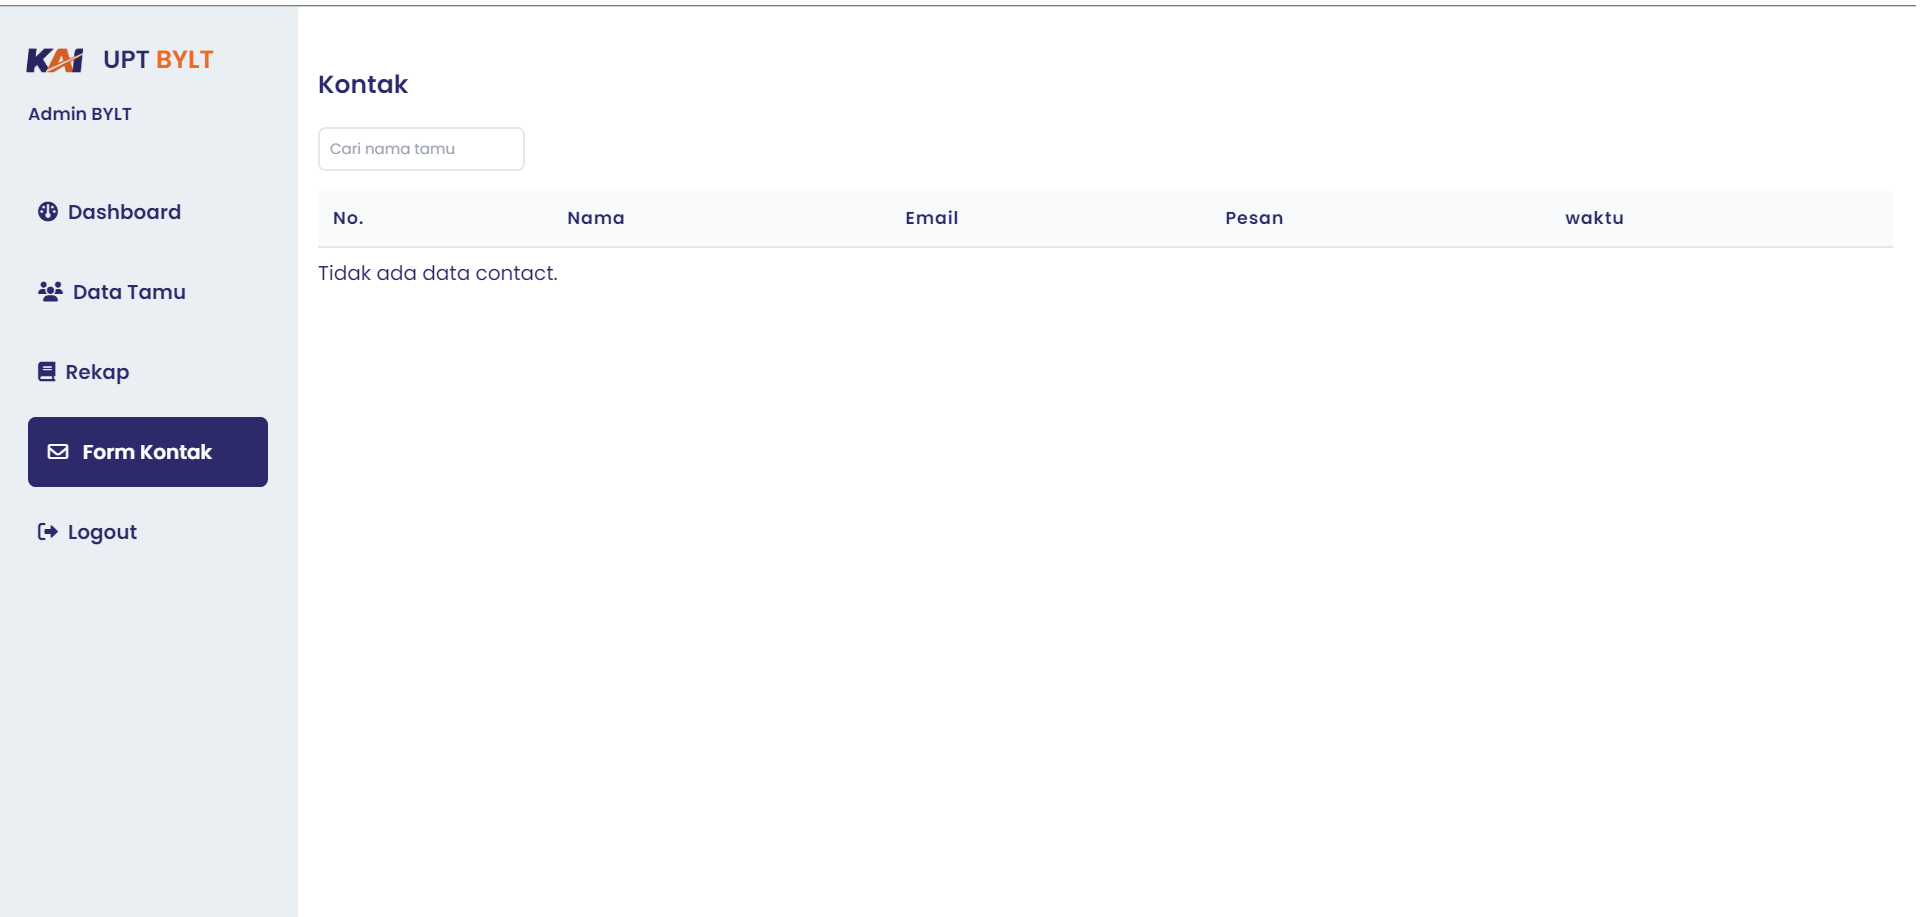 KAI UPT BYLT
Admin BYLT
Dashboard
Data Tamu
Rekap
Form Kontak
Logout
Kontak
Cari nama tamu
No. Nama Email Pesan waktu
Tidak ada data contact.